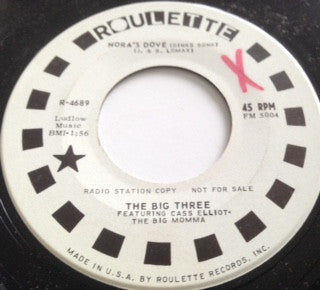 ROULETTE
NORA'S DOVE (DINKS SONG)
(J. & A. LOMAX)
X
R-4689
45 RPM
FM 5004
Ludlow
Music
BMI-1:56
RADIO STATION COPY NOT FOR SALE
THE BIG THREE
FEATURING CASS ELLIOT-
THE BIG MOMMA
MADE IN U.S.A. BY ROULETTE RECORDS, INC.